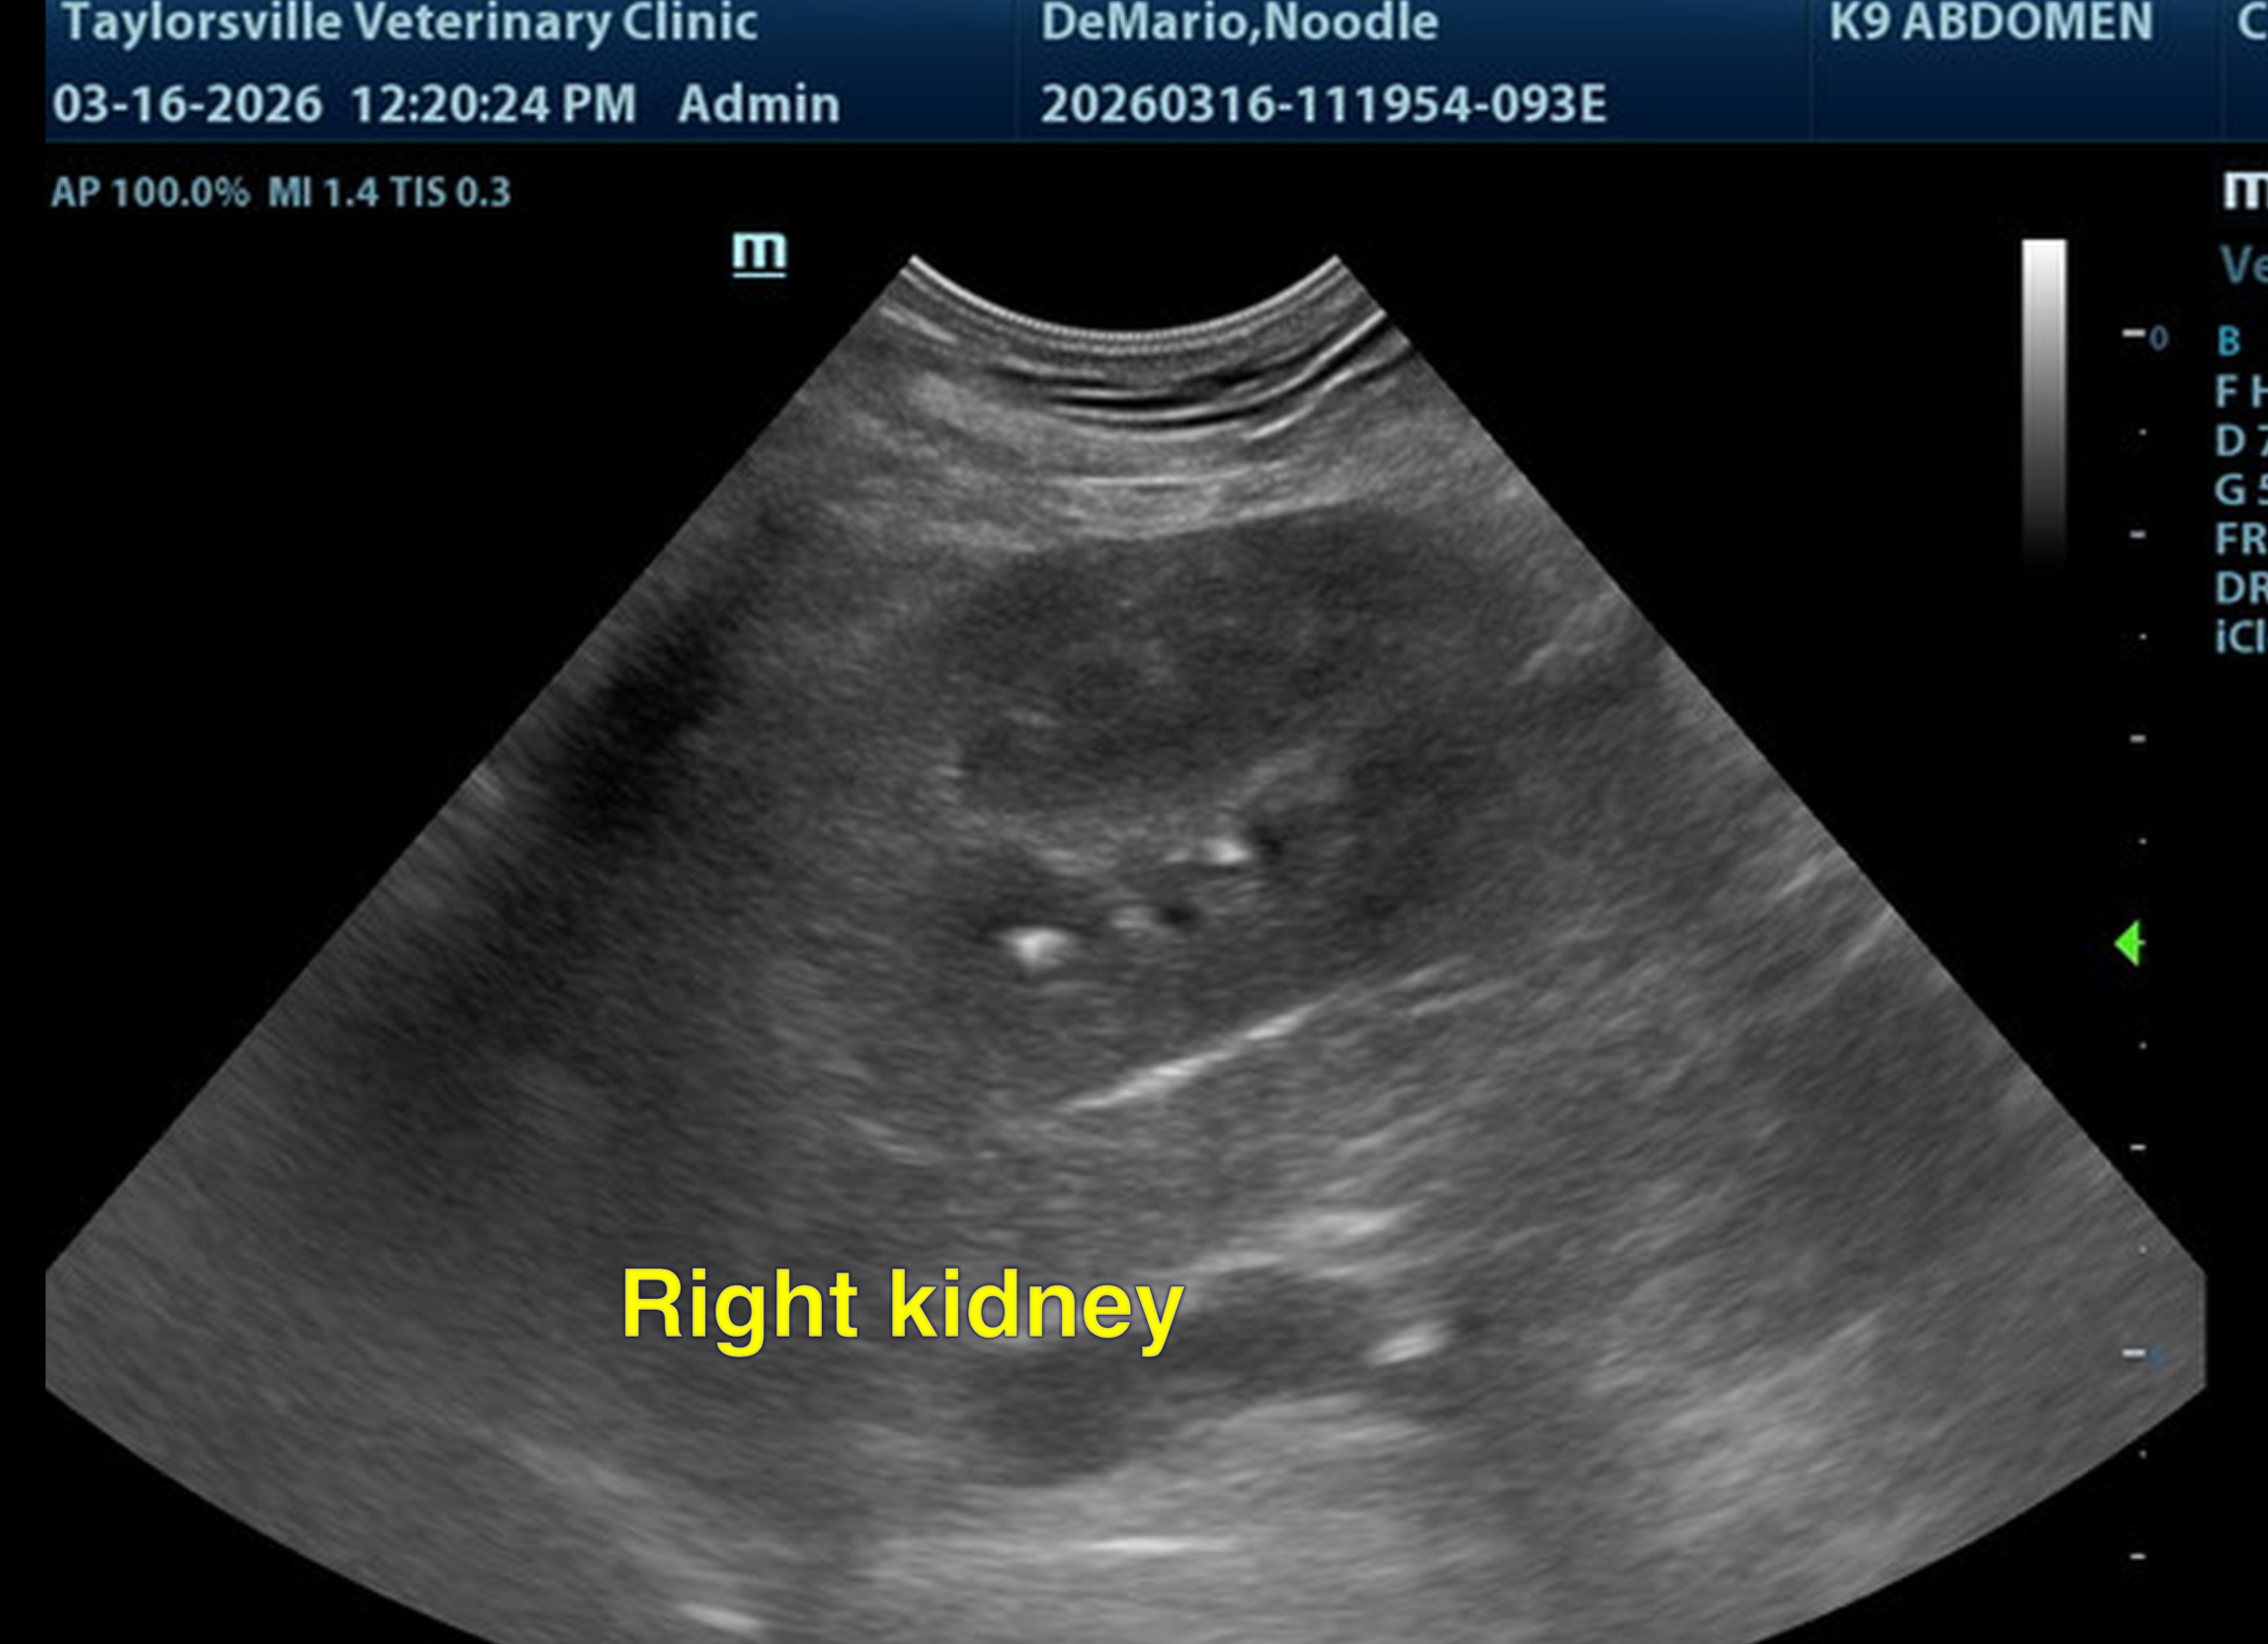 Taylorsville Veterinary Clinic
DeMario,Noodle
K9 ABDOMEN
03-16-2026 12:20:24 PM Admin
20260316-111954-093E
AP 100.0% MI 1.4 TIS 0.3
m
0
B
Right kidney